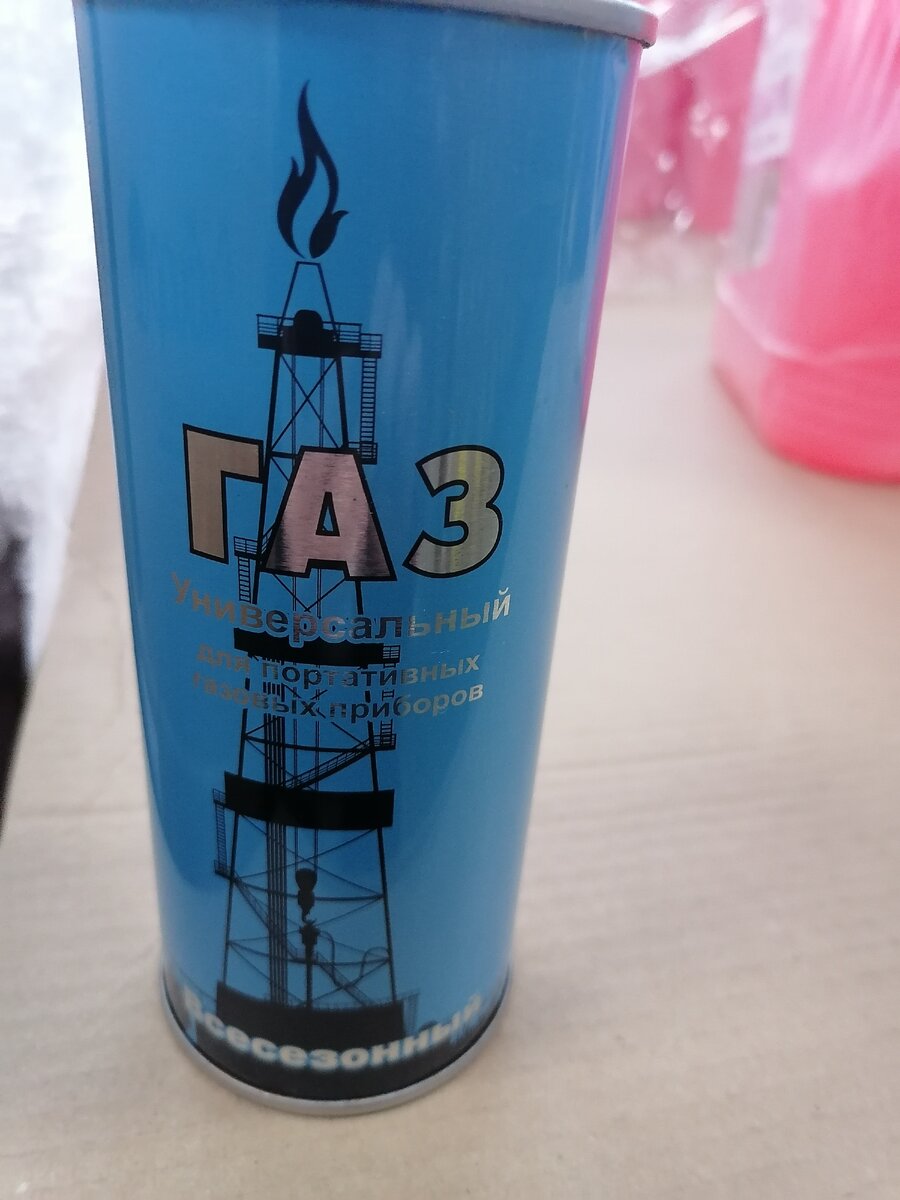 ГАЗ
Универсальный
для портативных
газовых приборов
Всесезонный